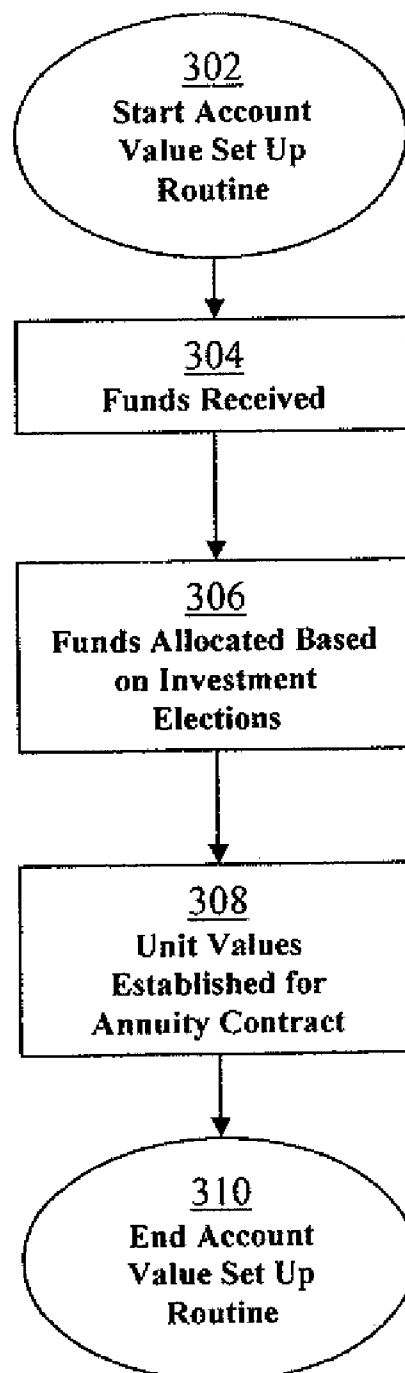 302
Start Account
Value Set Up
Routine
304
Funds Received
306
Funds Allocated Based
on Investment
Elections
308
Unit Values
Established for
Annuity Contract
310
End Account
Value Set Up
Routine